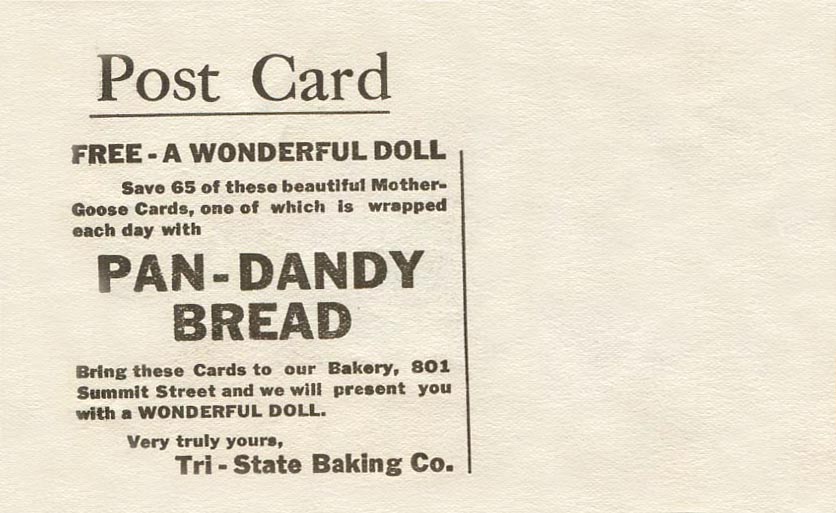 Post Card
FREE - A WONDERFUL DOLL
Save 65 of these beautiful Mother-
Goose Cards, one of which is wrapped
each day with
PAN-DANDY
BREAD
Bring these Cards to our Bakery, 801
Summit Street and we will present you
with a WONDERFUL DOLL.
Very truly yours,
Tri - State Baking Co.